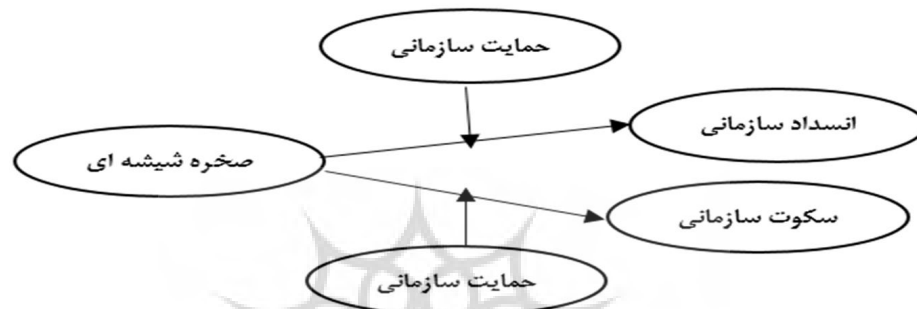 حمایت سازمانی
انسداد سازمانی
صخره شیشه ای
سکوت سازمانی
حمایت سازمانی